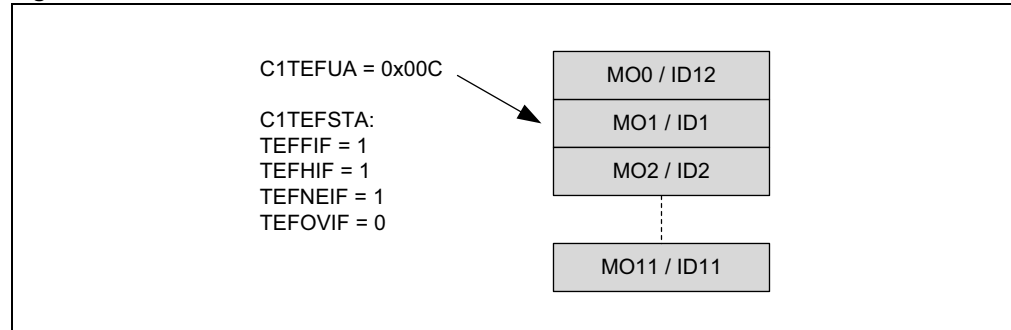 C1TEFUA = 0x00C
C1TEFSTA:
TEFFIF = 1
TEFHIF = 1
TEFNEIF = 1
TEFOVIF = 0
MO0 / ID12
MO1 / ID1
MO2 / ID2
MO11 / ID11